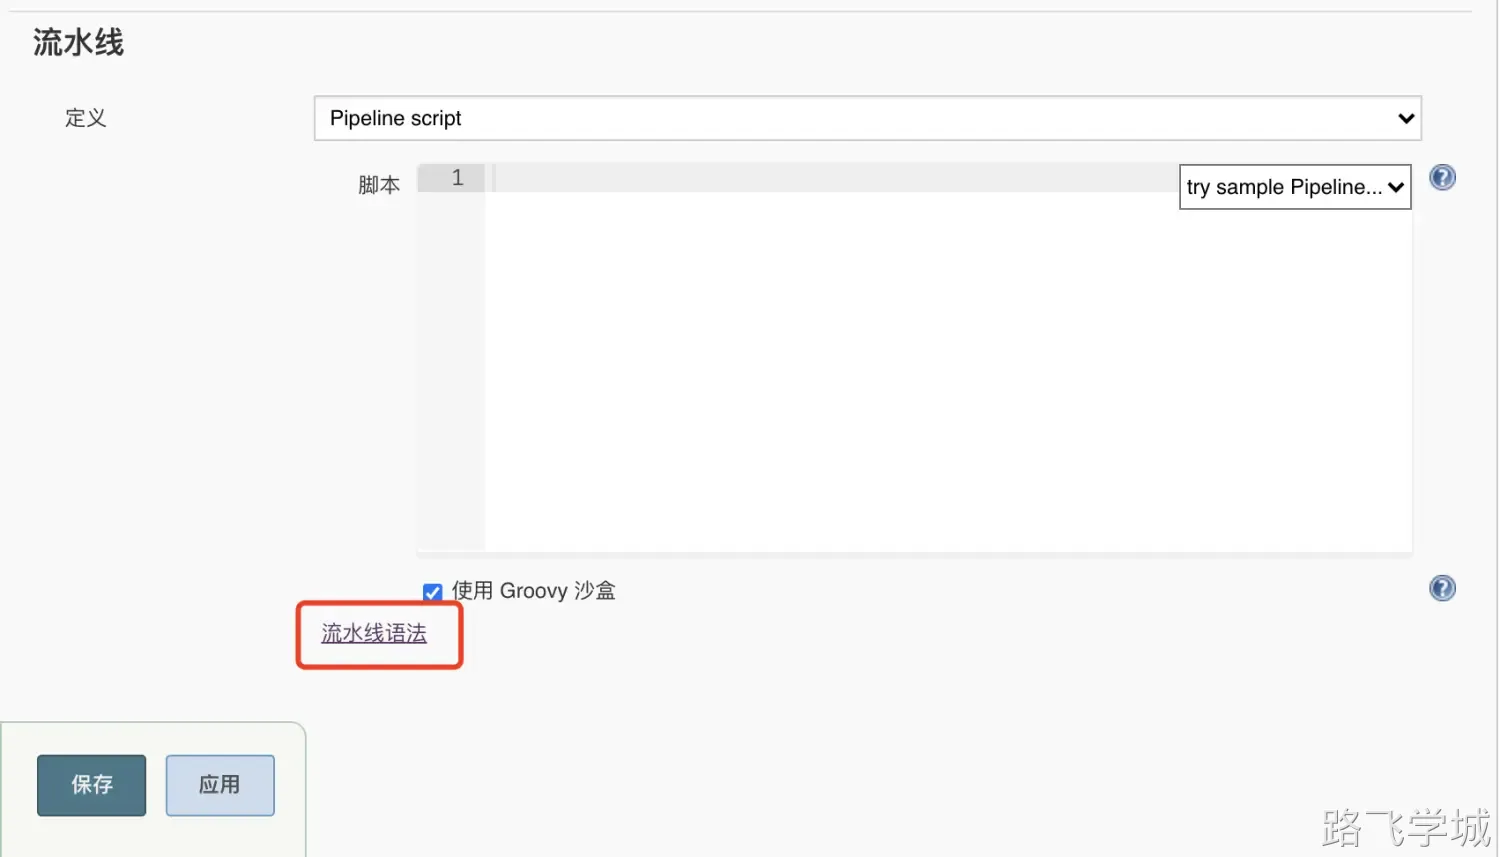 流水线
定义
Pipeline script
脚本
1
try sample Pipeline...
使用 Groovy 沙盒
流水线语法
保存
应用
路飞学城